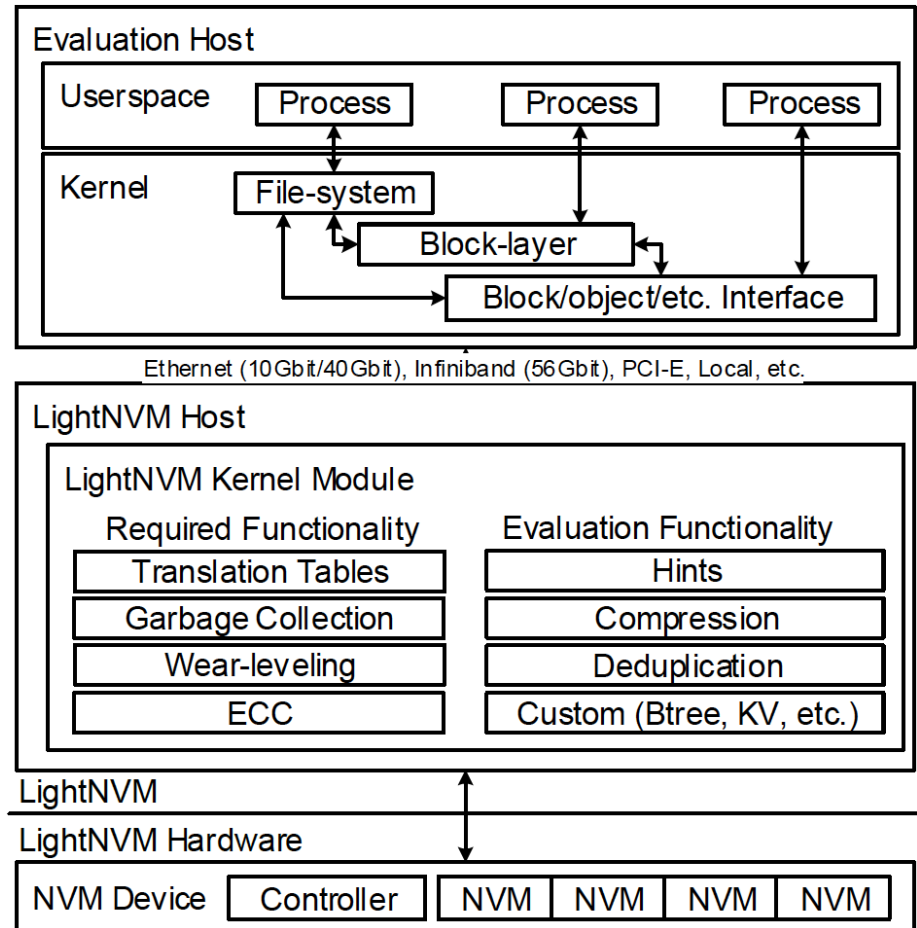 Evaluation Host
Userspace
Process Process Process
Kernel
File-system
Block-layer
Block/object/etc. Interface
Ethernet (10Gbit/40Gbit), Infiniband (56Gbit), PCI-E, Local, etc.
LightNVM Host
LightNVM Kernel Module
Required Functionality
Translation Tables
Garbage Collection
Wear-leveling
ECC
Evaluation Functionality
Hints
Compression
Deduplication
Custom (Btree, KV, etc.)
LightNVM
LightNVM Hardware
NVM Device Controller NVM NVM NVM NVM